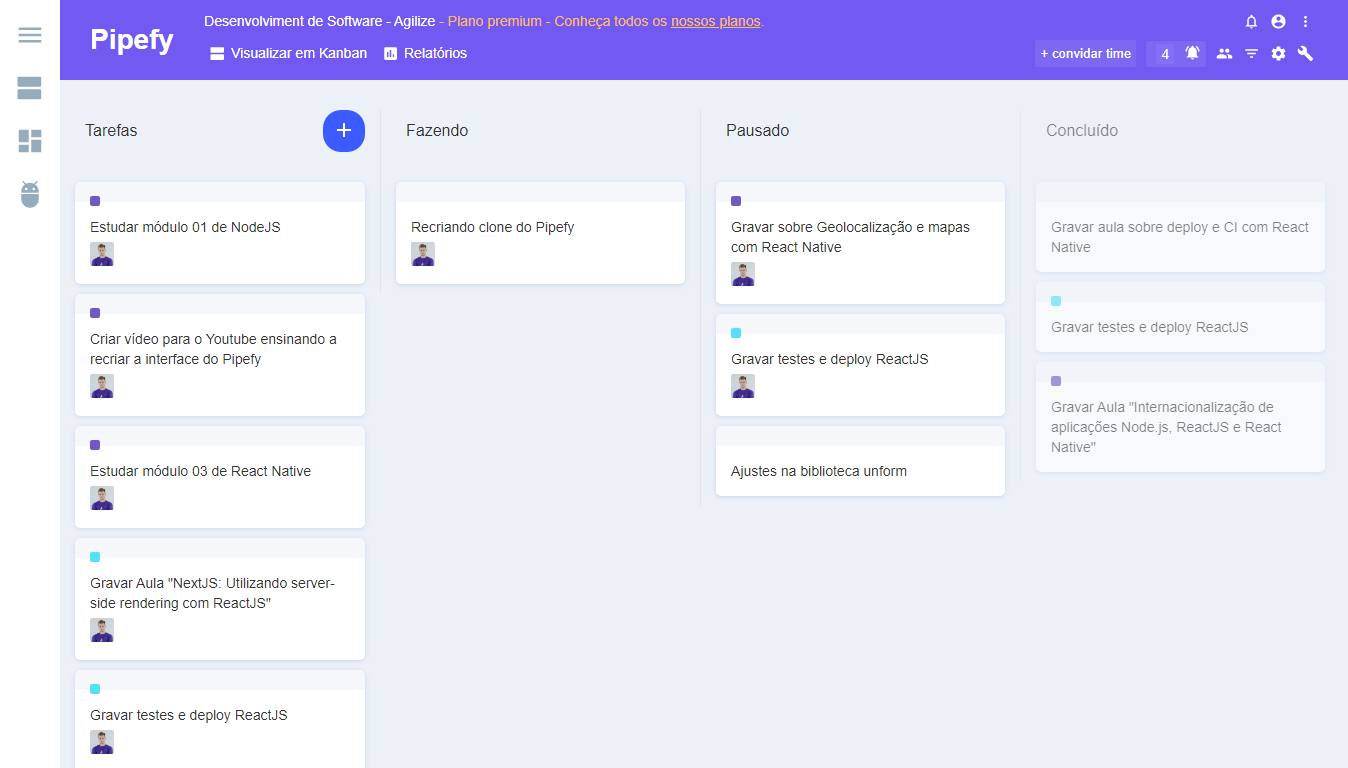 Pipefy
Desenvolviment de Software - Agilize - Plano premium - Conheça todos os nossos planos.
Visualizar em Kanban
Relatórios
+ convidar time
4
Tarefas
Estudar módulo 01 de NodeJS
Criar vídeo para o Youtube ensinando a
recriar a interface do Pipefy
Estudar módulo 03 de React Native
Gravar Aula "NextJS: Utilizando server-
side rendering com ReactJS"
Gravar testes e deploy ReactJS
Fazendo
Recriando clone do Pipefy
Pausado
Gravar sobre Geolocalização e mapas
com React Native
Gravar testes e deploy ReactJS
Ajustes na biblioteca unform
Concluído
Gravar aula sobre deploy e CI com React
Native
Gravar testes e deploy ReactJS
Gravar Aula "Internacionalização de
aplicações Node.js, ReactJS e React
Native"